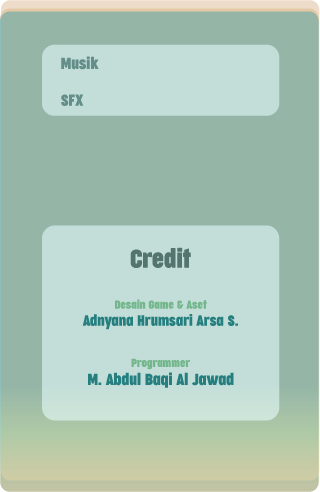 Musik
SFX
Credit
Desain Game & Aset
Adnyana Hrumsari Arsa S.
Programmer
M. Abdul Baqi Al Jawad